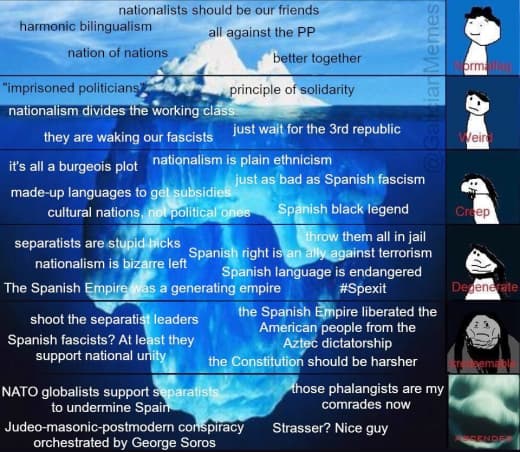 nationalists should be our friends
harmonic bilingualism
all against the PP
nation of nations
better together
Normalfag
"imprisoned politicians"
principle of solidarity
nationalism divides the working class
they are waking our fascists
just wait for the 3rd republic
Weird
it's all a burgeois plot
nationalism is plain ethnicism
just as bad as Spanish fascism
made-up languages to get subsidies
cultural nations, not political ones
Spanish black legend
Creep
separatists are stupid hicks
throw them all in jail
Spanish right is an ally against terrorism
nationalism is bizarre left
Spanish language is endangered
The Spanish Empire was a generating empire
#Spexit
Degenerate
shoot the separatist leaders
the Spanish Empire liberated the
American people from the
Aztec dictatorship
Spanish fascists? At least they
support national unity
the Constitution should be harsher
Irredeemable
NATO globalists support separatists
to undermine Spain
those phalangists are my
comrades now
Judeo-masonic-postmodern conspiracy
orchestrated by George Soros
Strasser? Nice guy
ASCENDED
@GalicianMemes